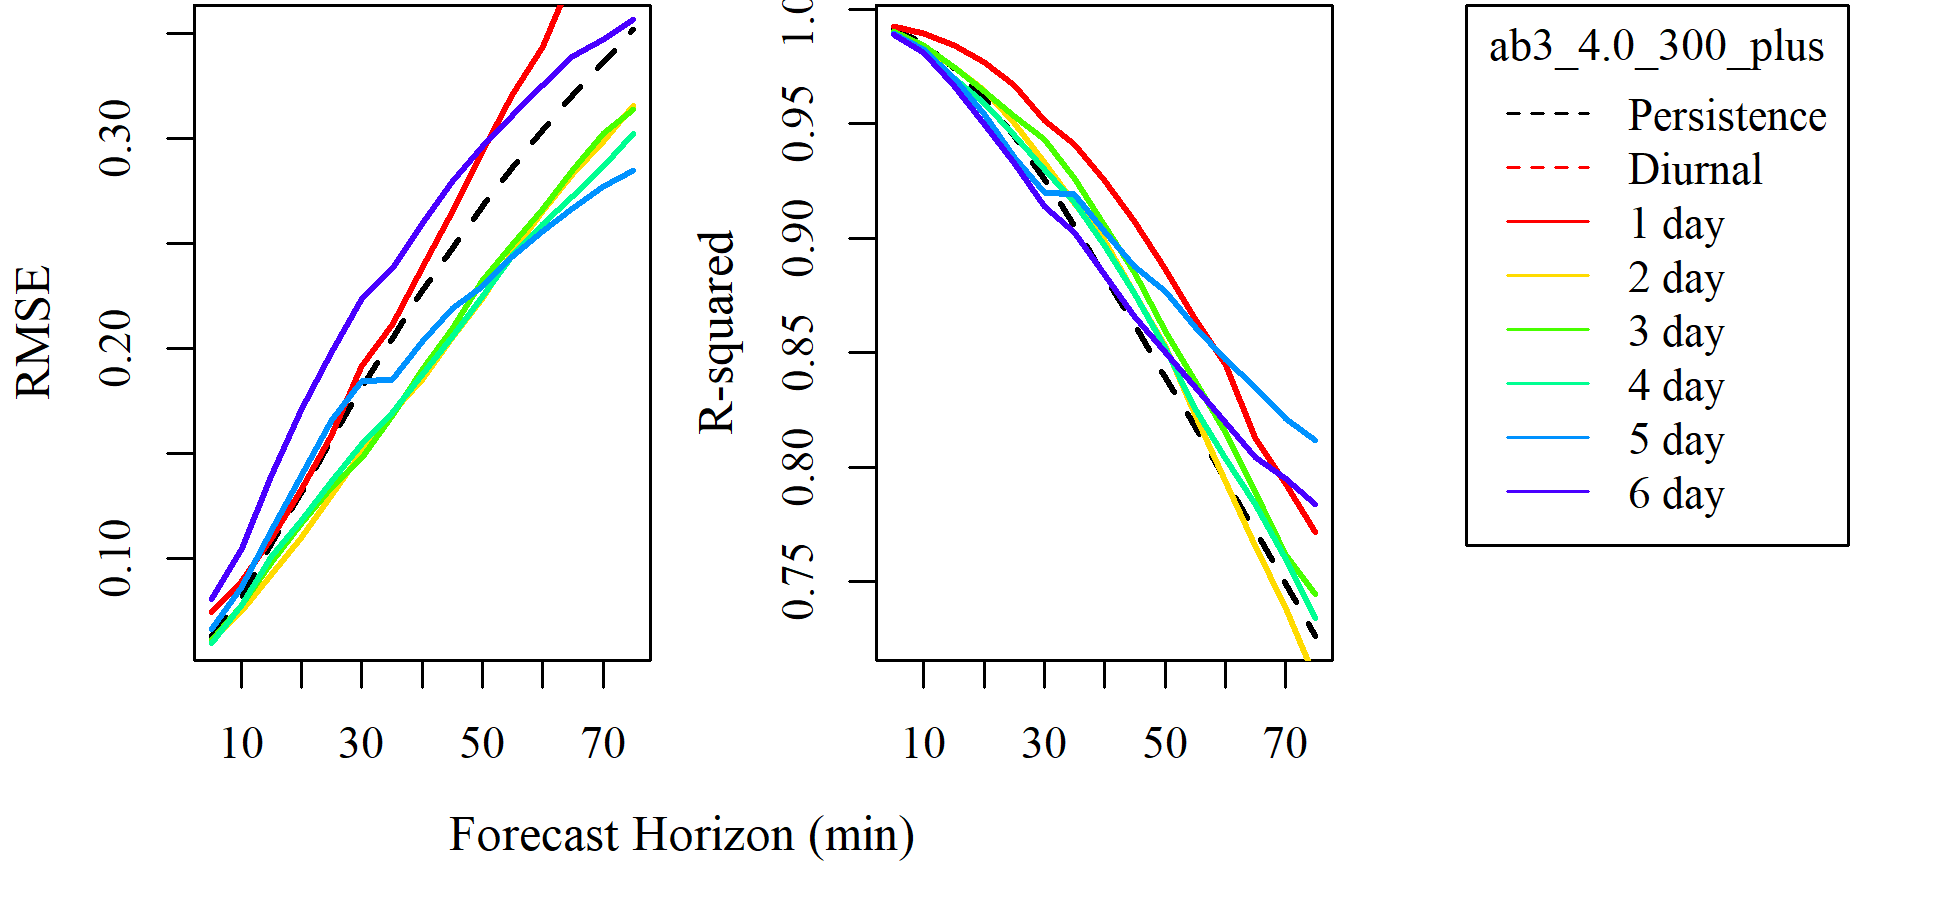 RMSE
0.10
0.20
0.30
10
30
50
70
R-squared
0.75
0.80
0.85
0.90
0.95
1.0
10
30
50
70
Forecast Horizon (min)
ab3_4.0_300_plus
Persistence
Diurnal
1 day
2 day
3 day
4 day
5 day
6 day